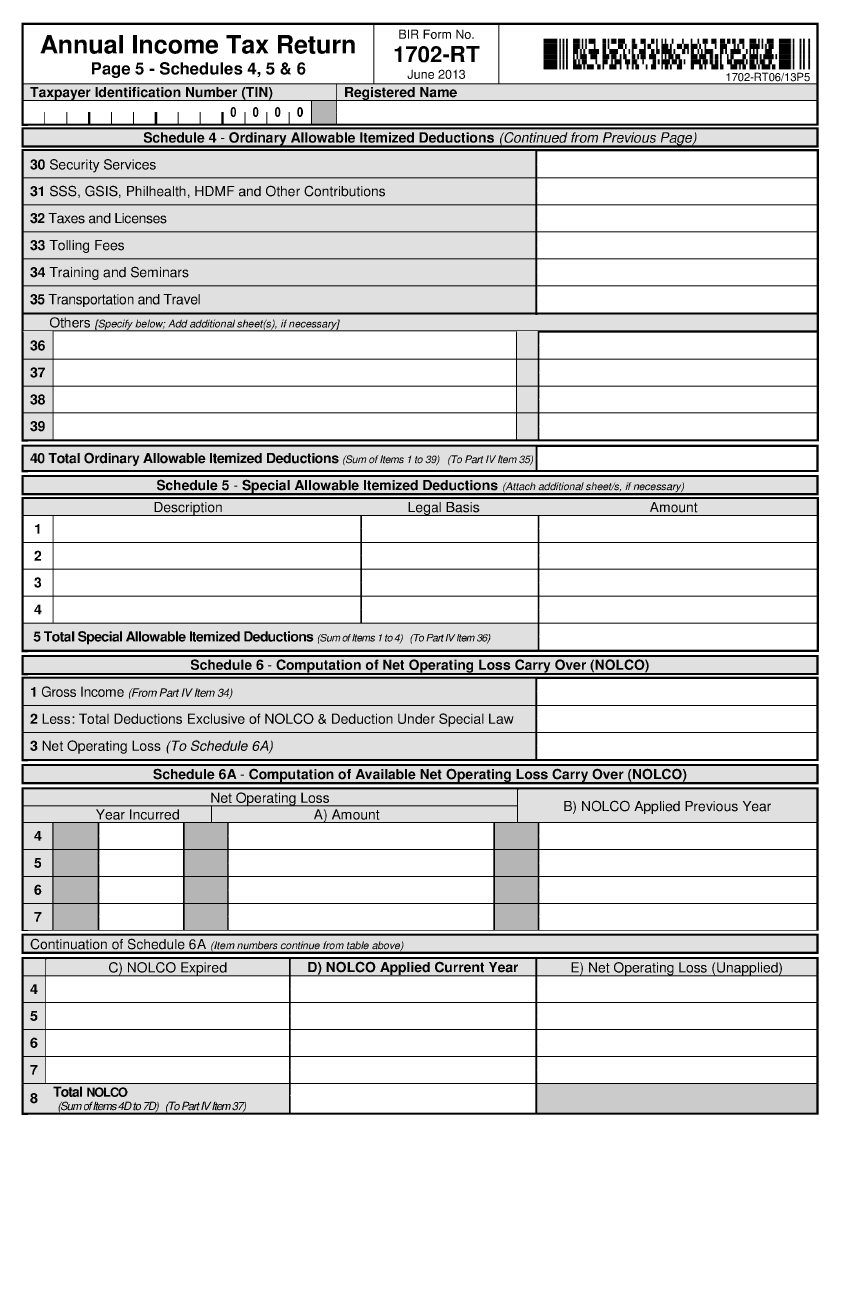 Annual Income Tax Return
Page 5 - Schedules 4, 5 & 6
BIR Form No.
1702-RT
June 2013
1702-RT06/13P5
Taxpayer Identification Number (TIN)
Registered Name
0 0 0 0
Schedule 4 - Ordinary Allowable Itemized Deductions (Continued from Previous Page)
30 Security Services
31 SSS, GSIS, Philhealth, HDMF and Other Contributions
32 Taxes and Licenses
33 Tolling Fees
34 Training and Seminars
35 Transportation and Travel
Others [Specify below; Add additional sheet(s), if necessary]
36
37
38
39
40 Total Ordinary Allowable Itemized Deductions (Sum of Items 1 to 39) (To Part IV Item 35)
Schedule 5 - Special Allowable Itemized Deductions (Attach additional sheet/s, if necessary)
Description Legal Basis Amount
1
2
3
4
5 Total Special Allowable Itemized Deductions (Sum of Items 1 to 4) (To Part IV Item 36)
Schedule 6 - Computation of Net Operating Loss Carry Over (NOLCO)
1 Gross Income (From Part IV Item 34)
2 Less: Total Deductions Exclusive of NOLCO & Deduction Under Special Law
3 Net Operating Loss (To Schedule 6A)
Schedule 6A - Computation of Available Net Operating Loss Carry Over (NOLCO)
Net Operating Loss
B) NOLCO Applied Previous Year
Year Incurred A) Amount
4
5
6
7
Continuation of Schedule 6A (Item numbers continue from table above)
C) NOLCO Expired D) NOLCO Applied Current Year E) Net Operating Loss (Unapplied)
4
5
6
7
8 Total NOLCO
(Sum of Items 4D to 7D) (To Part IV Item 37)